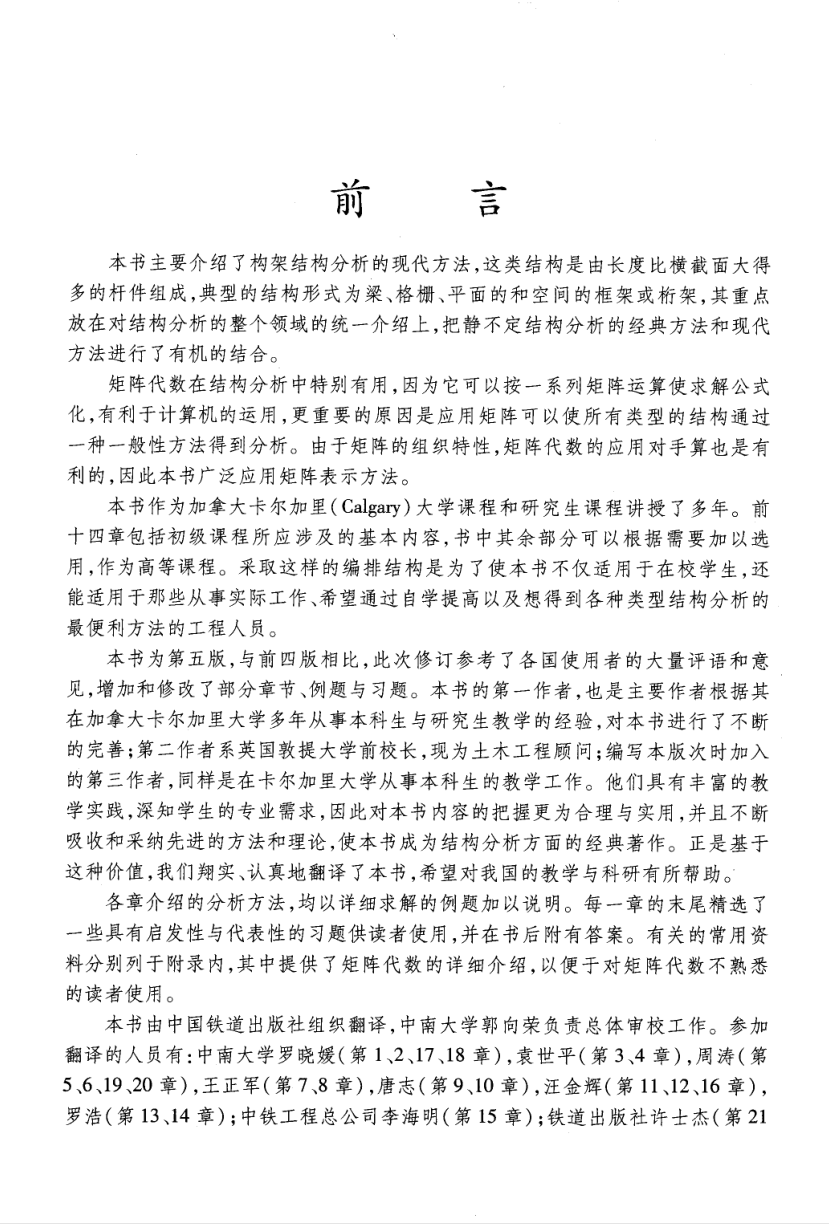 前 言
本书主要介绍了构架结构分析的现代方法,这类结构是由长度比横截面大得
多的杆件组成,典型的结构形式为梁、格栅、平面的和空间的框架或桁架,其重点
放在对结构分析的整个领域的统一介绍上,把静不定结构分析的经典方法和现代
方法进行了有机的结合。
矩阵代数在结构分析中特别有用,因为它可以按一系列矩阵运算使求解公式
化,有利于计算机的运用,更重要的原因是应用矩阵可以使所有类型的结构通过
一种一般性方法得到分析。由于矩阵的组织特性,矩阵代数的应用对手算也是有
利的,因此本书广泛应用矩阵表示方法。
本书作为加拿大卡尔加里(Calgary)大学课程和研究生课程讲授了多年。前
十四章包括初级课程所应涉及的基本内容,书中其余部分可以根据需要加以选
用,作为高等课程。采取这样的编排结构是为了使本书不仅适用于在校学生,还
能适用于那些从事实际工作、希望通过自学提高以及想得到各种类型结构分析的
最便利方法的工程人员。
本书为第五版,与前四版相比,此次修订参考了各国使用者的大量评语和意
见,增加和修改了部分章节、例题与习题。本书的第一作者,也是主要作者根据其
在加拿大卡尔加里大学多年从事本科生与研究生教学的经验,对本书进行了不断
的完善;第二作者系英国敦提大学前校长,现为土木工程顾问;编写本版次时加入
的第三作者,同样是在卡尔加里大学从事本科生的教学工作。他们具有丰富的教
学实践,深知学生的专业需求,因此对本书内容的把握更为合理与实用,并且不断
吸收和采纳先进的方法和理论,使本书成为结构分析方面的经典著作。正是基于
这种价值,我们翔实、认真地翻译了本书,希望对我国的教学与科研有所帮助。
各章介绍的分析方法,均以详细求解的例题加以说明。每一章的末尾精选了
一些具有启发性与代表性的习题供读者使用,并在书后附有答案。有关的常用资
料分别列于附录内,其中提供了矩阵代数的详细介绍,以便于对矩阵代数不熟悉
的读者使用。
本书由中国铁道出版社组织翻译,中南大学郭向荣负责总体审校工作。参加
翻译的人员有:中南大学罗晓媛(第 1、2、17、18 章),袁世平(第 3、4 章),周涛(第
5、6、19、20 章),王正军(第 7、8 章),唐志(第 9、10 章),汪金辉(第 11、12、16 章),
罗浩(第 13、14 章);中铁工程总公司李海明(第 15 章);铁道出版社许士杰(第 21